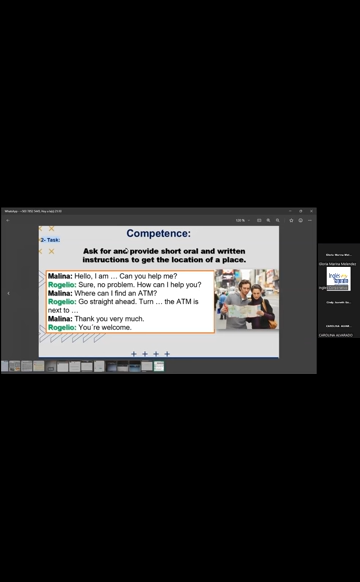 Competence:
2- Task:
Ask for and provide short oral and written
instructions to get the location of a place.
Malina: Hello, I am … Can you help me?
Rogelio: Sure, no problem. How can I help you?
Malina: Where can I find an ATM?
Rogelio: Go straight ahead. Turn … the ATM is
next to …
Malina: Thank you very much.
Rogelio: You´re welcome.
Gloria Marina Melendez
CAROLINA ALVARADO